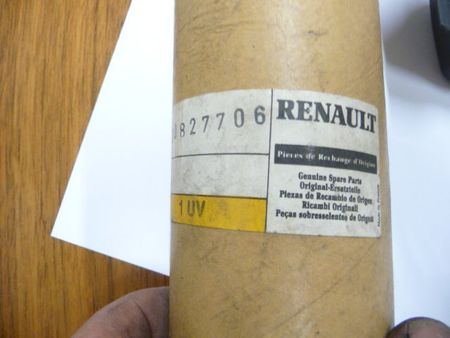 0827706
1 UV
RENAULT
Pieces de Rechange d'Origine
Genuine Spare Parts
Original-Ersatzteile
Piezas de Recambio de Origen
Ricambi Originali
Peças sobresselentes de Origem